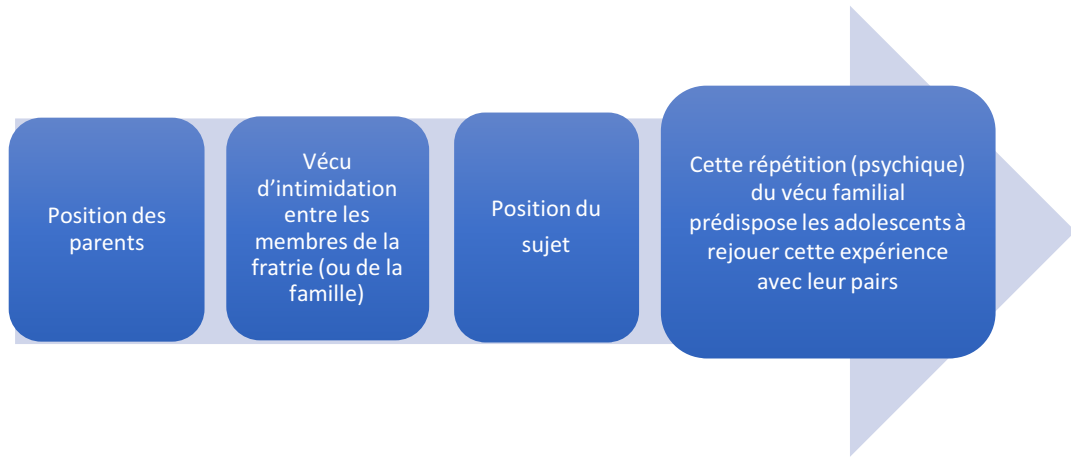 Position des
parents
Vécu
d'intimidation
entre les
membres de la
fratrie (ou de la
famille)
Position du
sujet
Cette répétition (psychique)
du vécu familial
prédispose les adolescents à
rejouer cette expérience
avec leur pairs